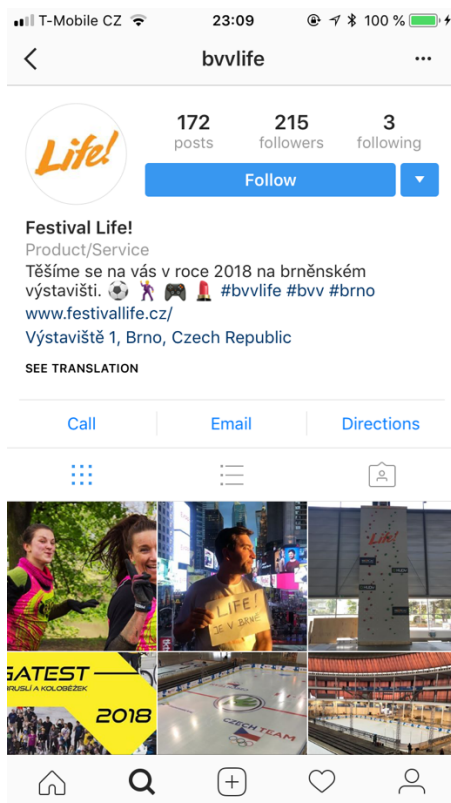 T-Mobile CZ 23:09 100 %
bvvlife
Life!
172 215 3
posts followers following
Follow
Festival Life!
Product/Service
Těšíme se na vás v roce 2018 na brněnském
výstavišti. ⚽ 🕺 🎮 💄 #bvvlife #bvv #brno
www.festivallife.cz/
Výstaviště 1, Brno, Czech Republic
SEE TRANSLATION
Call Email Directions
LIFE!
JE V BRNĚ
Life!
GATEST
BRUSLÍ A KOLOBĚŽEK
2018
CZECH TEAM